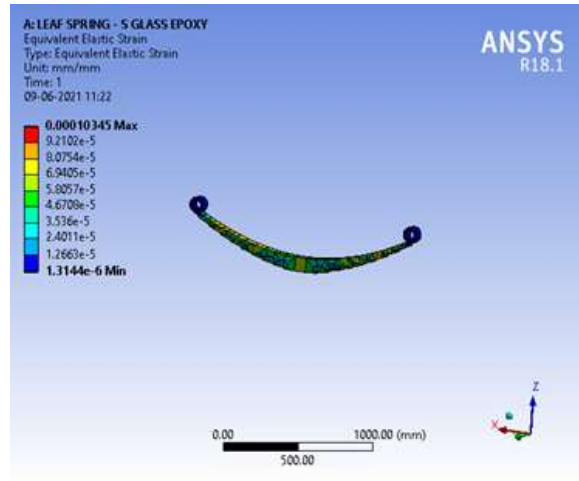 A: LEAF SPRING - S GLASS EPOXY
Equivalent Elastic Strain
Type: Equivalent Elastic Strain
Unit: mm/mm
Time: 1
09-06-2021 11:22
ANSYS
R18.1
0.00010345 Max
9.2102e-5
8.0754e-5
6.9405e-5
5.8057e-5
4.6708e-5
3.536e-5
2.4011e-5
1.2663e-5
1.3144e-6 Min
Z
X
0.00 1000.00 (mm)
500.00